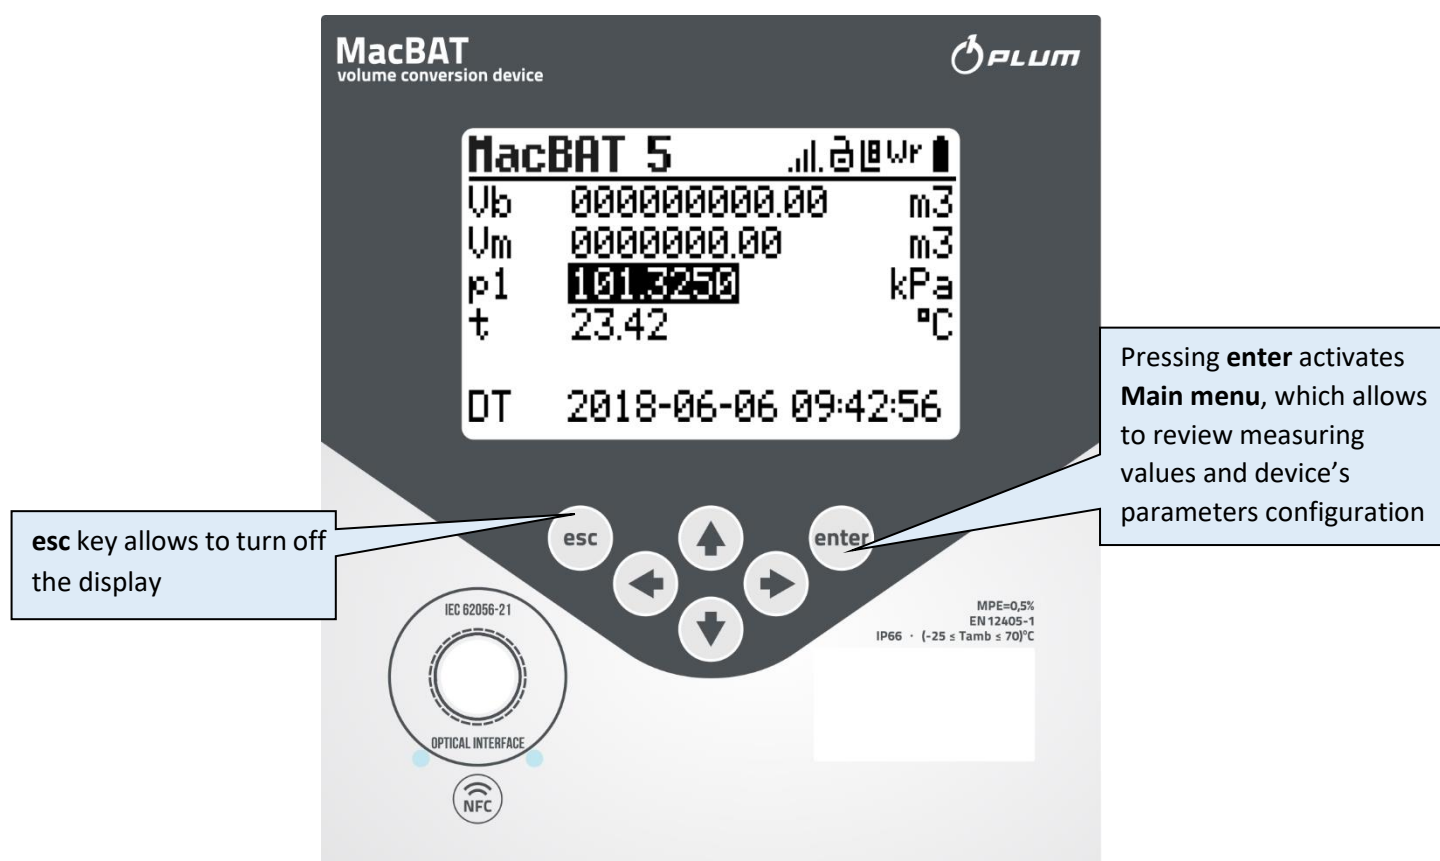 MacBAT
volume conversion device
PLUM
MacBAT 5 Wr
Vb 000000000.00 m3
Vm 0000000.00 m3
p1 101.3250 kPa
t 23.42 °C
DT 2018-06-06 09:42:56
Pressing enter activates
Main menu, which allows
to review measuring
values and device’s
parameters configuration
esc key allows to turn off
the display
esc
enter
IEC 62056-21
OPTICAL INTERFACE
NFC
MPE=0,5%
EN 12405-1
IP66 · (-25 ≤ Tamb ≤ 70)°C